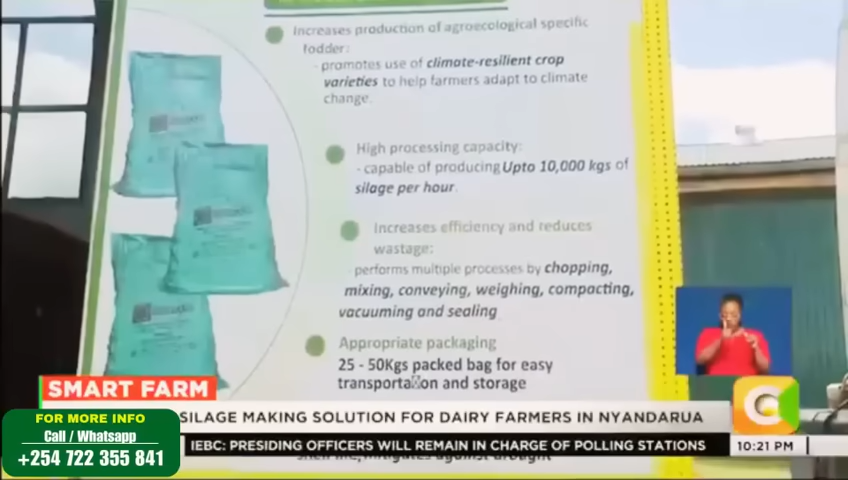 Increases production of agroecological specific
fodder:
- promotes use of climate-resilient crop
varieties to help farmers adapt to climate
change.
High processing capacity:
- capable of producing Upto 10,000 kgs of
silage per hour.
Increases efficiency and reduces
wastage:
performs multiple processes by chopping,
mixing, conveying, weighing, compacting,
vacuuming and sealing
Appropriate packaging
25 - 50Kgs packed bag for easy
transporta on and storage
SMART FARM
SILAGE MAKING SOLUTION FOR DAIRY FARMERS IN NYANDARUA
FOR MORE INFO
Call / Whatsapp
+254 722 355 841
IEBC: PRESIDING OFFICERS WILL REMAIN IN CHARGE OF POLLING STATIONS
10:21 PM